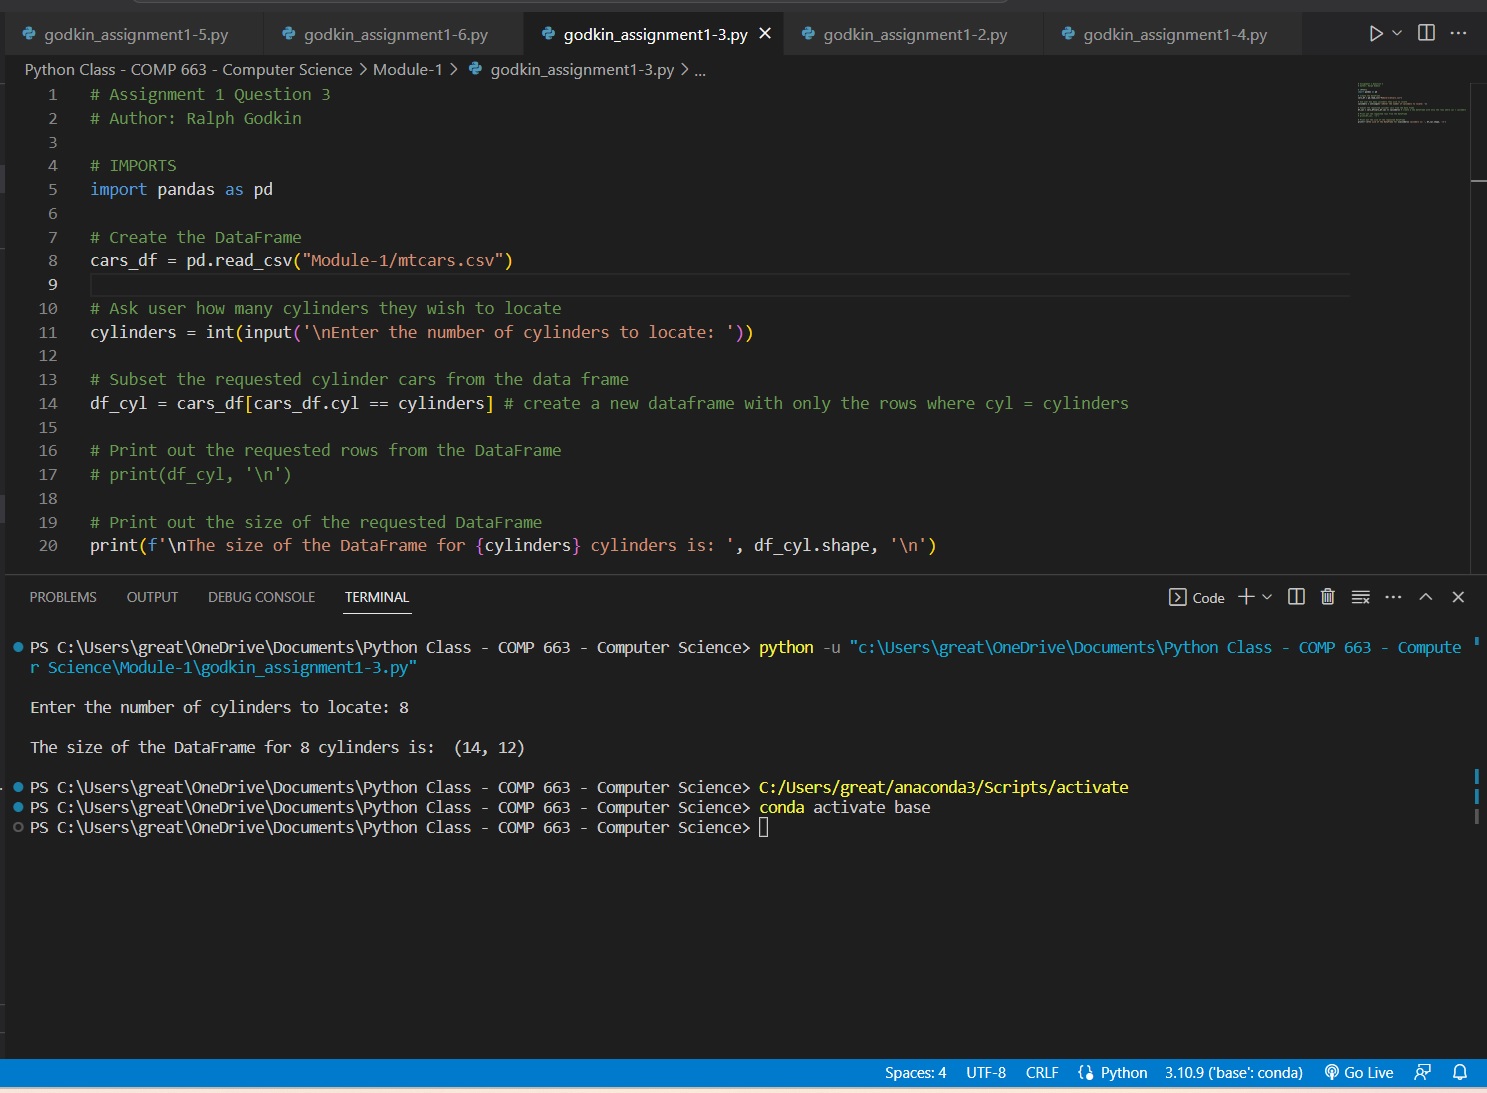 godkin_assignment1-5.py godkin_assignment1-6.py godkin_assignment1-3.py godkin_assignment1-2.py godkin_assignment1-4.py
Python Class - COMP 663 - Computer Science > Module-1 > godkin_assignment1-3.py > ...
1 # Assignment 1 Question 3
2 # Author: Ralph Godkin
3
4 # IMPORTS
5 import pandas as pd
6
7 # Create the DataFrame
8 cars_df = pd.read_csv("Module-1/mtcars.csv")
9
10 # Ask user how many cylinders they wish to locate
11 cylinders = int(input('\nEnter the number of cylinders to locate: '))
12
13 # Subset the requested cylinder cars from the data frame
14 df_cyl = cars_df[cars_df.cyl == cylinders] # create a new dataframe with only the rows where cyl = cylinders
15
16 # Print out the requested rows from the DataFrame
17 # print(df_cyl, '\n')
18
19 # Print out the size of the requested DataFrame
20 print(f'\nThe size of the DataFrame for {cylinders} cylinders is: ', df_cyl.shape, '\n')
PROBLEMS OUTPUT DEBUG CONSOLE TERMINAL Code
PS C:\Users\great\OneDrive\Documents\Python Class - COMP 663 - Computer Science> python -u "c:\Users\great\OneDrive\Documents\Python Class - COMP 663 - Compute
r Science\Module-1\godkin_assignment1-3.py"
Enter the number of cylinders to locate: 8
The size of the DataFrame for 8 cylinders is:  (14, 12)
PS C:\Users\great\OneDrive\Documents\Python Class - COMP 663 - Computer Science> C:/Users/great/anaconda3/Scripts/activate
PS C:\Users\great\OneDrive\Documents\Python Class - COMP 663 - Computer Science> conda activate base
PS C:\Users\great\OneDrive\Documents\Python Class - COMP 663 - Computer Science>
Spaces: 4 UTF-8 CRLF Python 3.10.9 ('base': conda) Go Live